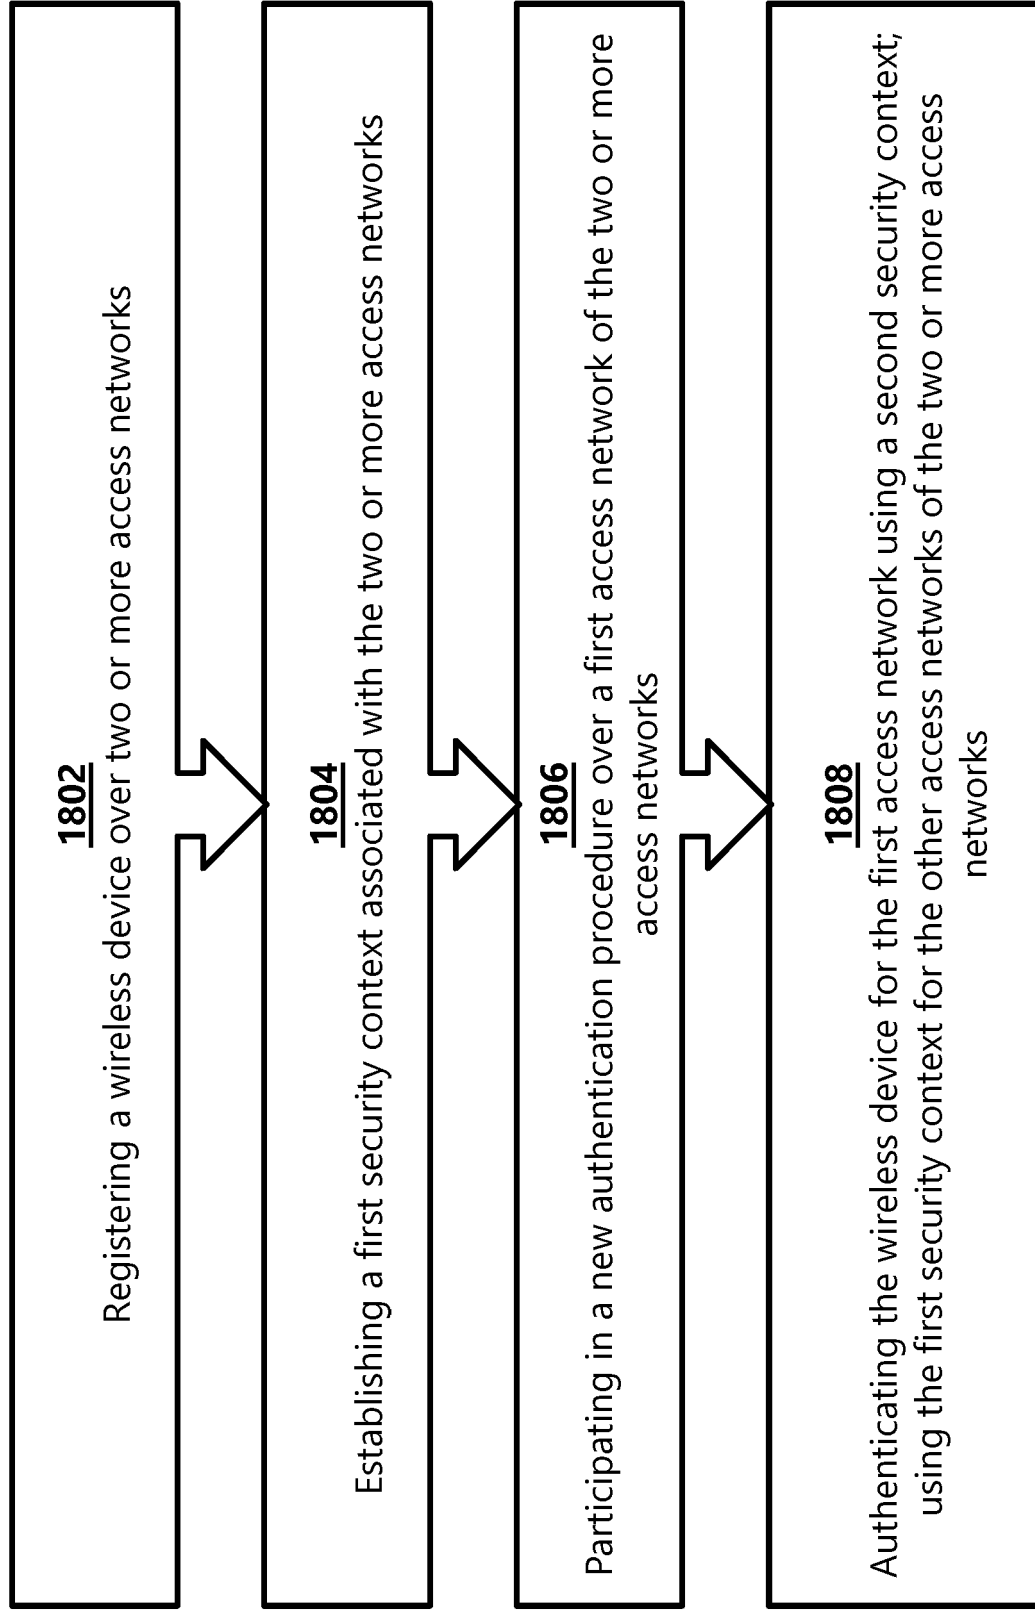 1802
Registering a wireless device over two or more access networks
1804
Establishing a first security context associated with the two or more access networks
1806
Participating in a new authentication procedure over a first access network of the two or more
access networks
1808
Authenticating the wireless device for the first access network using a second security context;
using the first security context for the other access networks of the two or more access
networks